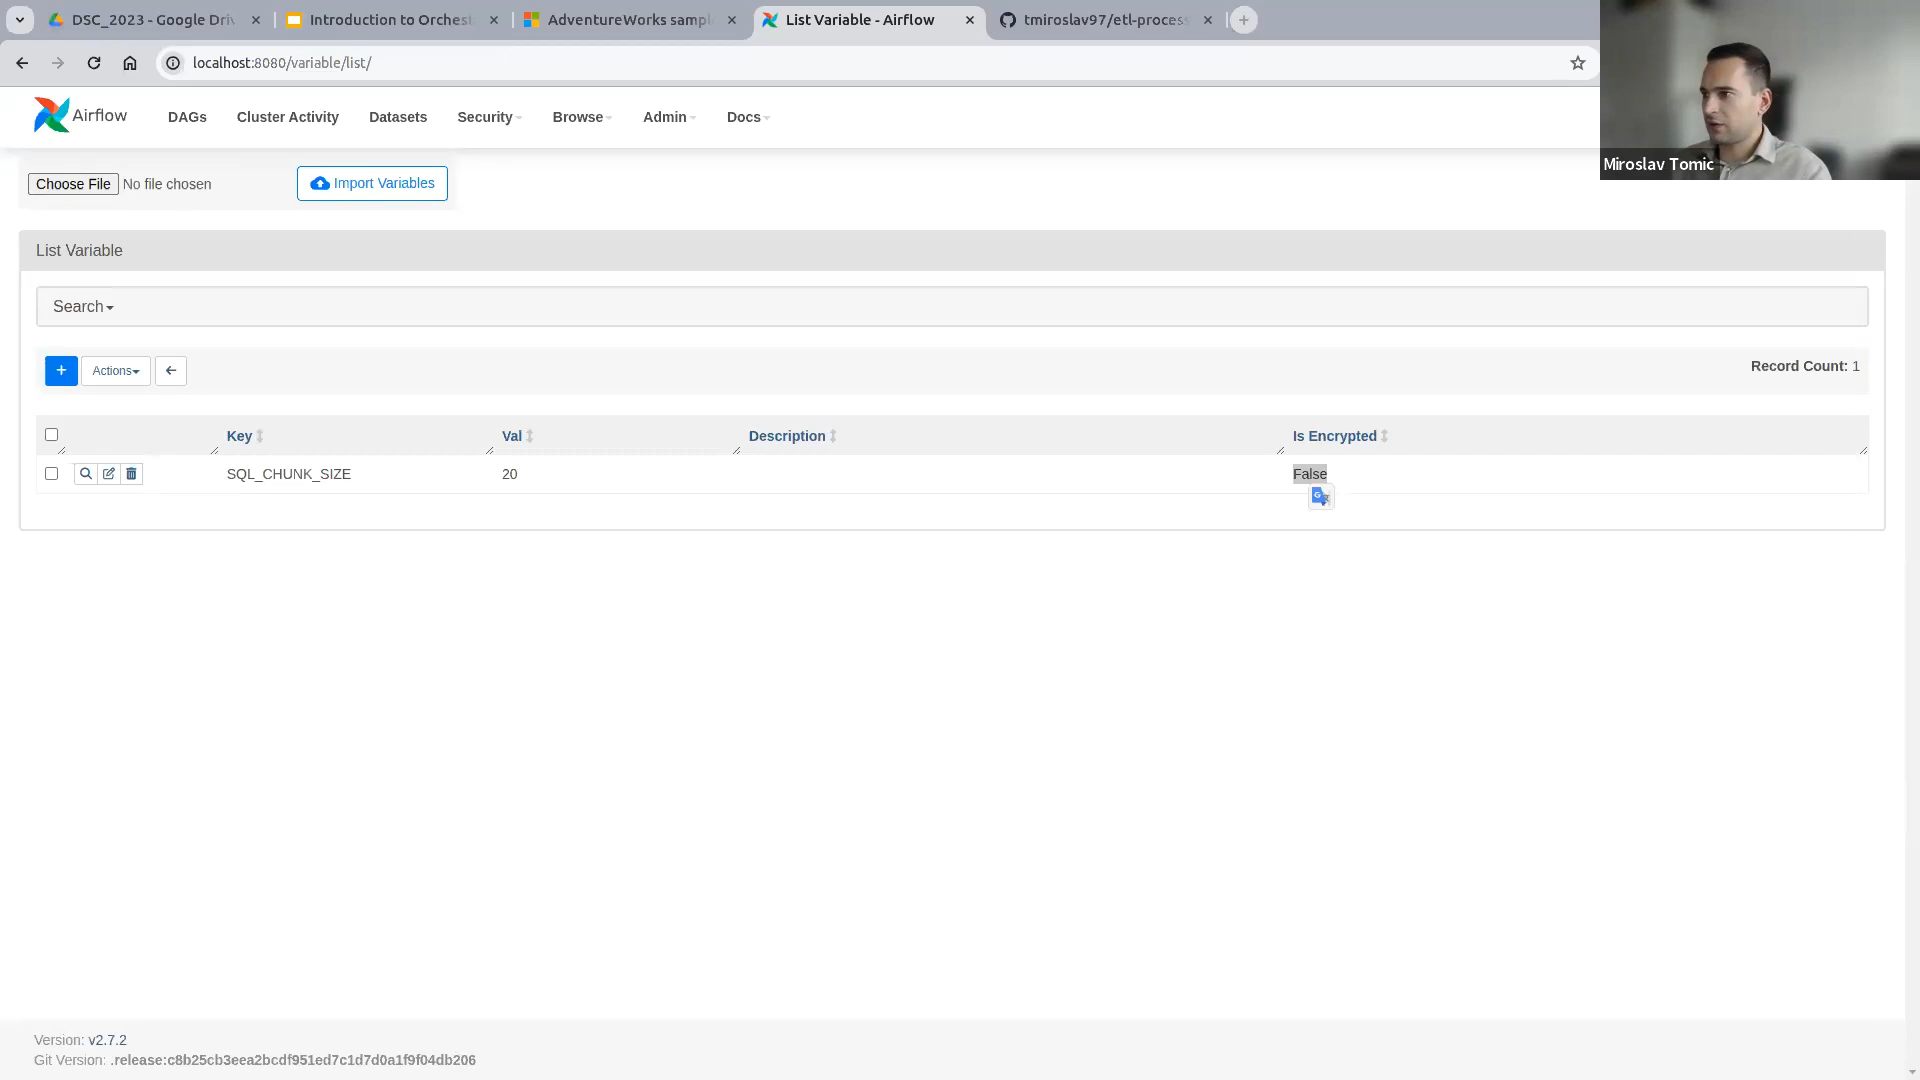 DSC_2023 - Google Driv
Introduction to Orchest
AdventureWorks sampl
List Variable - Airflow
tmiroslav97/etl-process
localhost:8080/variable/list/
Airflow
DAGs
Cluster Activity
Datasets
Security
Browse
Admin
Docs
Miroslav Tomic
Choose File No file chosen
Import Variables
List Variable
Search
+
Actions
Record Count: 1
Key
Val
Description
Is Encrypted
SQL_CHUNK_SIZE
20
False
Version: v2.7.2
Git Version: .release:c8b25cb3eea2bcdf951ed7c1d7d0a1f9f04db206